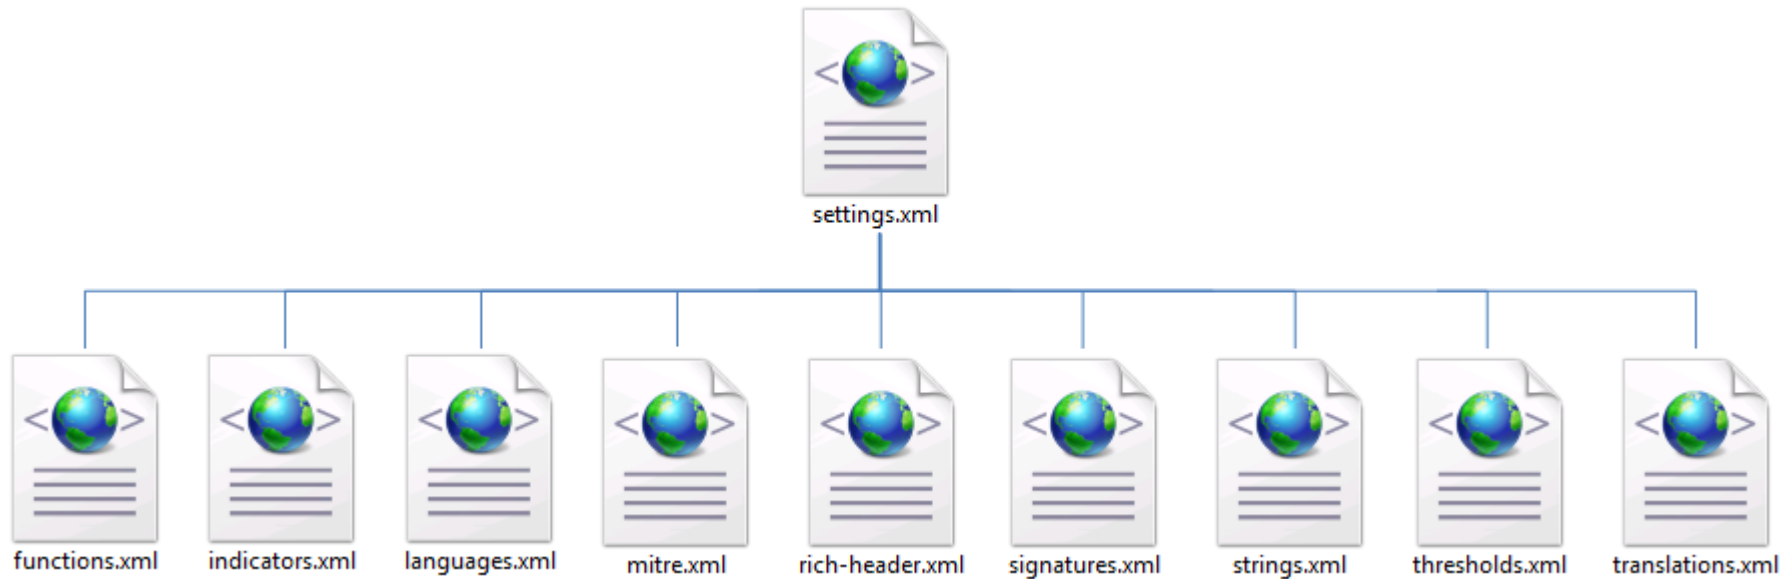 settings.xml
functions.xml
indicators.xml
languages.xml
mitre.xml
rich-header.xml
signatures.xml
strings.xml
thresholds.xml
translations.xml